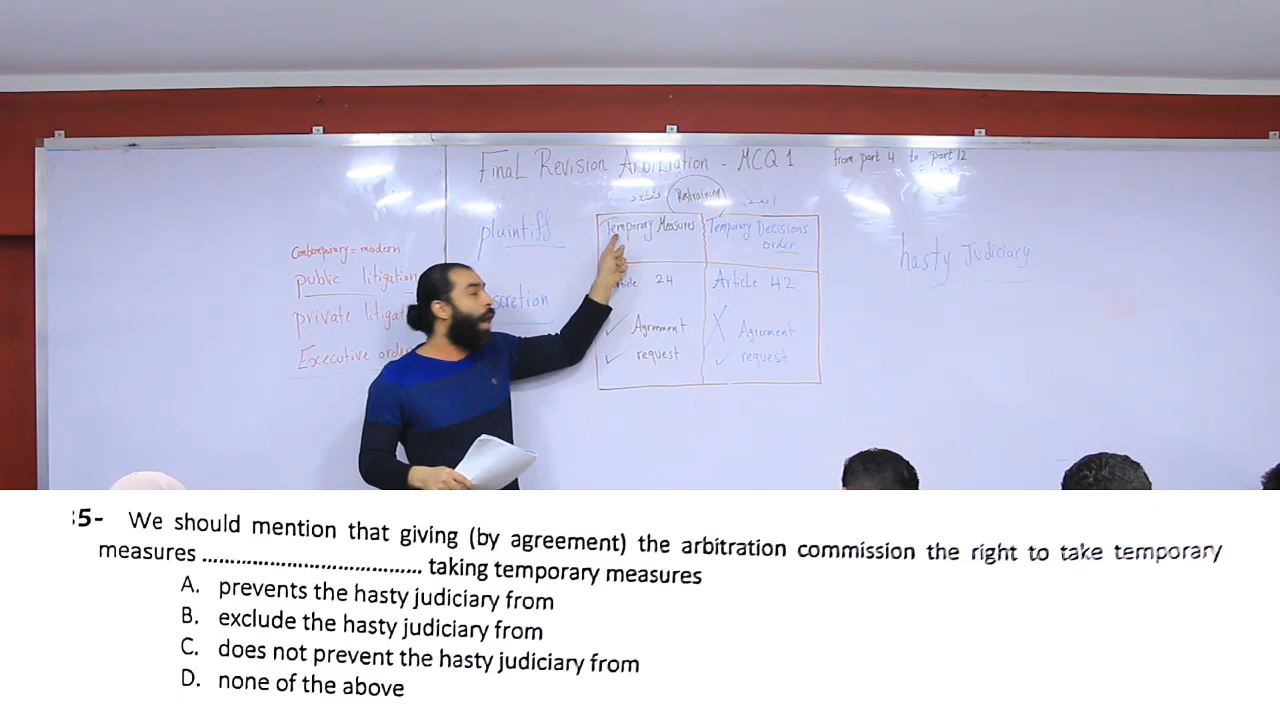 Final Revision Arbitiation - MCQ 1
from part 4 to part 12
Restraining
plaintiff
Temporary Measures
Temporary Decisions
order
hasty Judiciary
Contemporary = modern
public litigation
Article 24
Article 42
private litigat
scretion
Agreement
X Agreement
Executive order
✓ request
✓ request
5- We should mention that giving (by agreement) the arbitration commission the right to take temporary
measures ........................................ taking temporary measures
A. prevents the hasty judiciary from
B. exclude the hasty judiciary from
C. does not prevent the hasty judiciary from
D. none of the above